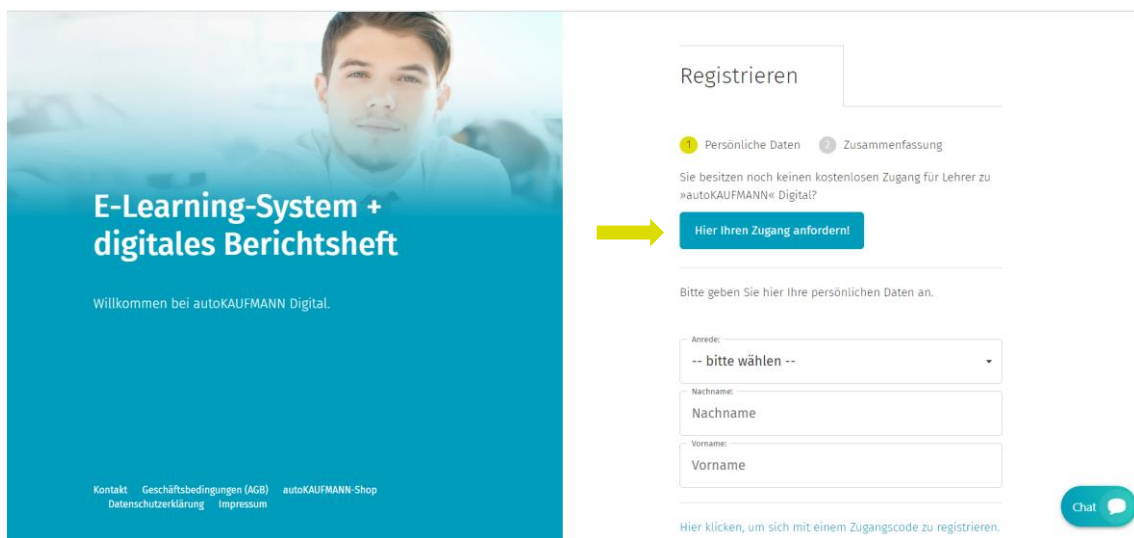 E-Learning-System +
digitales Berichtsheft
Willkommen bei autoKAUFMANN Digital.
Kontakt Geschäftsbedingungen (AGB) autoKAUFMANN-Shop
Datenschutzerklärung Impressum
Registrieren
1 Persönliche Daten 2 Zusammenfassung
Sie besitzen noch keinen kostenlosen Zugang für Lehrer zu
»autoKAUFMANN« Digital?
Hier Ihren Zugang anfordern!
Bitte geben Sie hier Ihre persönlichen Daten an.
Anrede:
-- bitte wählen --
Nachname:
Nachname
Vorname:
Vorname
Hier klicken, um sich mit einem Zugangscode zu registrieren.
Chat